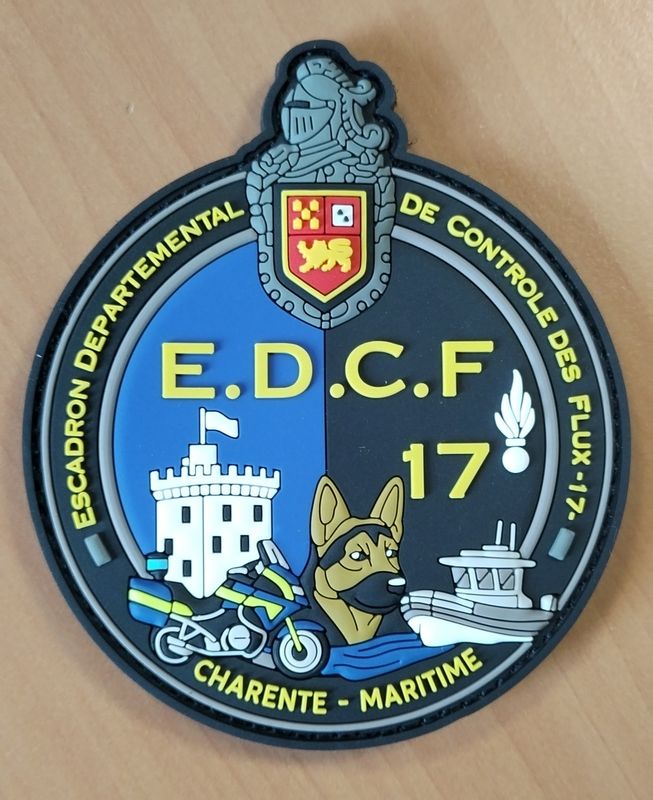 ESCADRON DEPARTEMENTAL DE CONTROLE DES FLUX -17-
E.D.C.F
17
CHARENTE - MARITIME